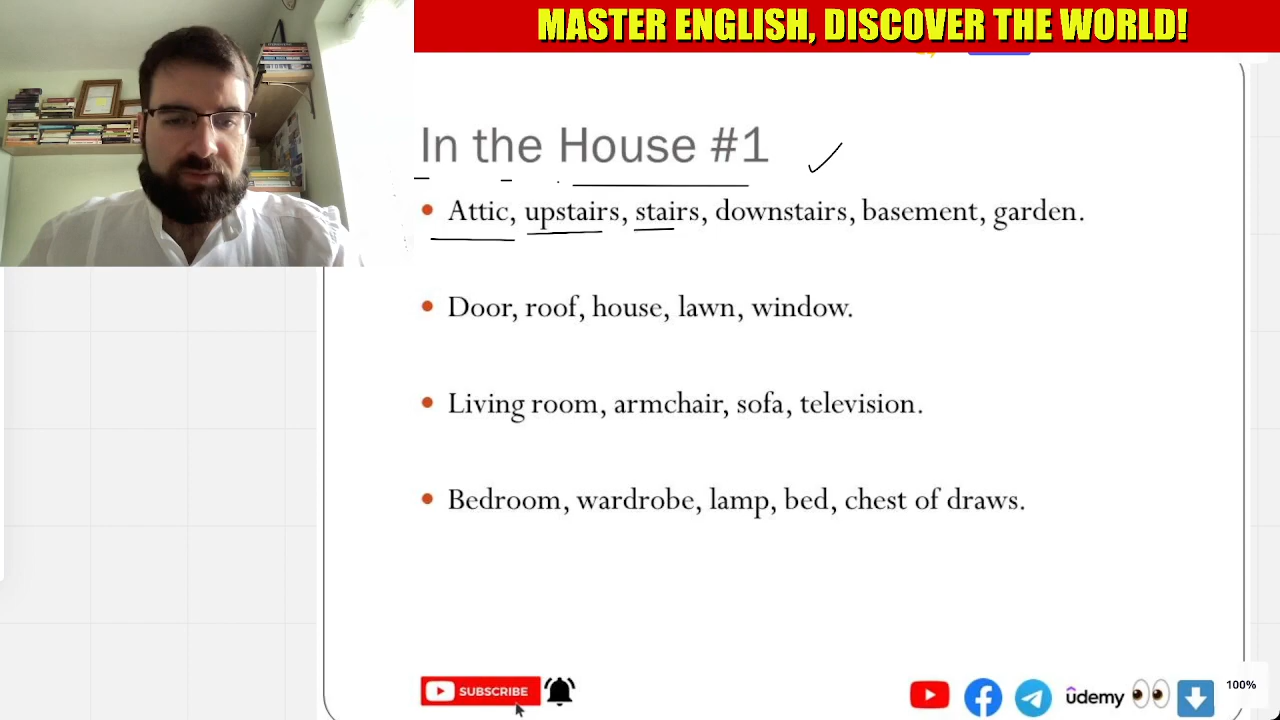 MASTER ENGLISH, DISCOVER THE WORLD!
In the House #1
Attic, upstairs, stairs, downstairs, basement, garden.
Door, roof, house, lawn, window.
Living room, armchair, sofa, television.
Bedroom, wardrobe, lamp, bed, chest of draws.
SUBSCRIBE
ûdemy
100%